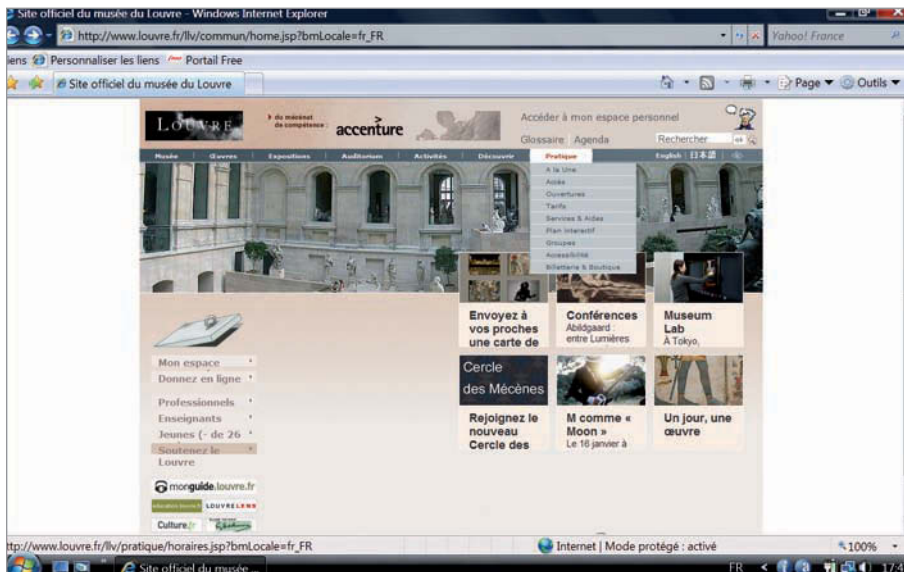 Site officiel du musée du Louvre - Windows Internet Explorer
http://www.louvre.fr/llv/commun/home.jsp?bmLocale=fr_FR
Yahoo! France
iens Personnaliser les liens Portail Free
Site officiel du musée du Louvre
Page Outils
LOUVRE
du mécénat
de compétence :
accenture
Accéder à mon espace personnel
Glossaire Agenda
Rechercher ok
Musée Œuvres Expositions Auditorium Activités Découvrir Pratique English 日本語
A la Une
Accès
Ouvertures
Tarifs
Services & Aides
Plan interactif
Groupes
Accessibilité
Billetterie & Boutique
Envoyez à
vos proches
une carte de
Conférences
Abildgaard :
entre Lumières
Museum
Lab
À Tokyo,
Cercle
des Mécènes
Rejoignez le
nouveau
Cercle des
M comme «
Moon »
Le 16 janvier à
Un jour, une
œuvre
Mon espace
Donnez en ligne
Professionnels
Enseignants
Jeunes (- de 26
Soutenez le
Louvre
monguide.louvre.fr
LOUVRELENS
Culture.fr
ttp://www.louvre.fr/llv/pratique/horaires.jsp?bmLocale=fr_FR
Internet | Mode protégé : activé
100%
Site officiel du musée ...
FR
17:4